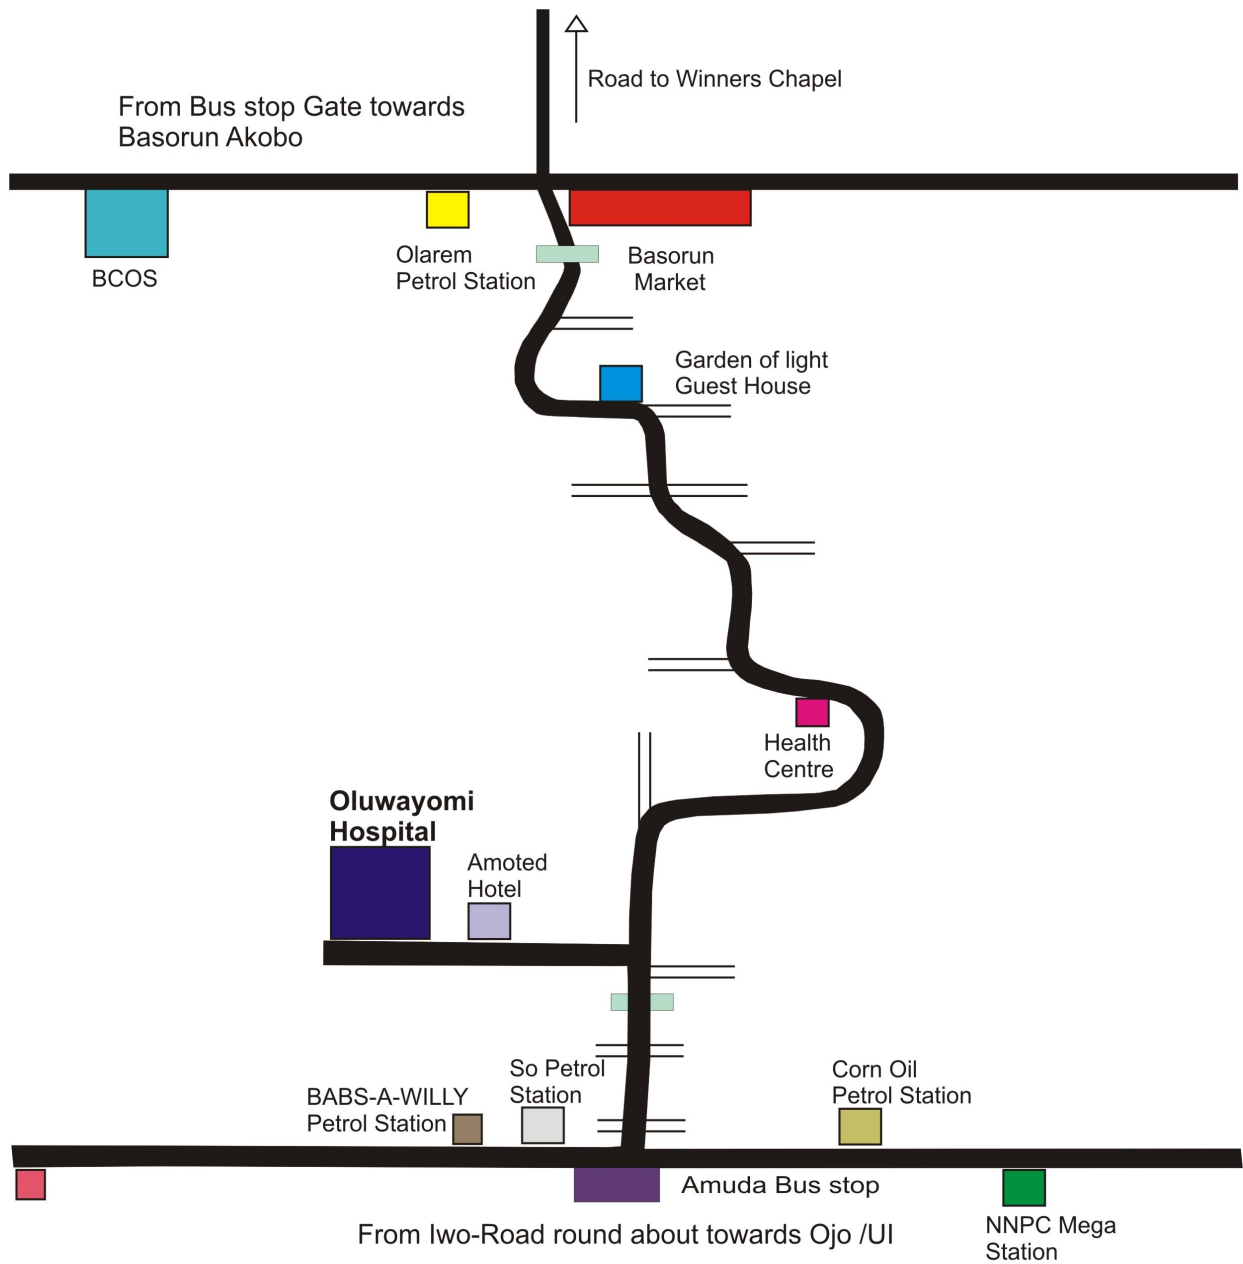 Road to Winners Chapel
From Bus stop Gate towards
Basorun Akobo
BCOS
Olarem
Petrol Station
Basorun
Market
Garden of light
Guest House
Health
Centre
Oluwayomi
Hospital
Amoted
Hotel
So Petrol
Station
BABS-A-WILLY
Petrol Station
Corn Oil
Petrol Station
Amuda Bus stop
NNPC Mega
Station
From Iwo-Road round about towards Ojo /UI